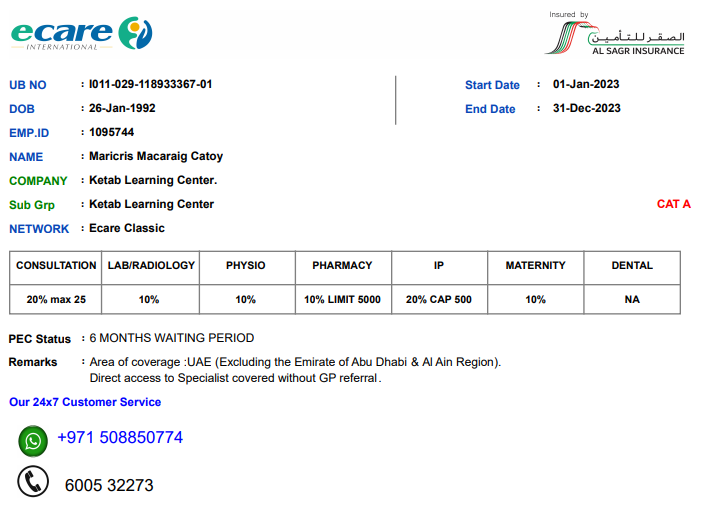 ecare
INTERNATIONAL
Insured by
الصقر للتأمين
AL SAGR INSURANCE
UB NO : I011-029-118933367-01
Start Date : 01-Jan-2023
DOB : 26-Jan-1992
End Date : 31-Dec-2023
EMP.ID : 1095744
NAME : Maricris Macaraig Catoy
COMPANY : Ketab Learning Center.
Sub Grp : Ketab Learning Center
CAT A
NETWORK : Ecare Classic
CONSULTATION LAB/RADIOLOGY PHYSIO PHARMACY IP MATERNITY DENTAL
20% max 25 10% 10% 10% LIMIT 5000 20% CAP 500 10% NA
PEC Status : 6 MONTHS WAITING PERIOD
Remarks : Area of coverage :UAE (Excluding the Emirate of Abu Dhabi & Al Ain Region).
Direct access to Specialist covered without GP referral.
Our 24x7 Customer Service
+971 508850774
6005 32273